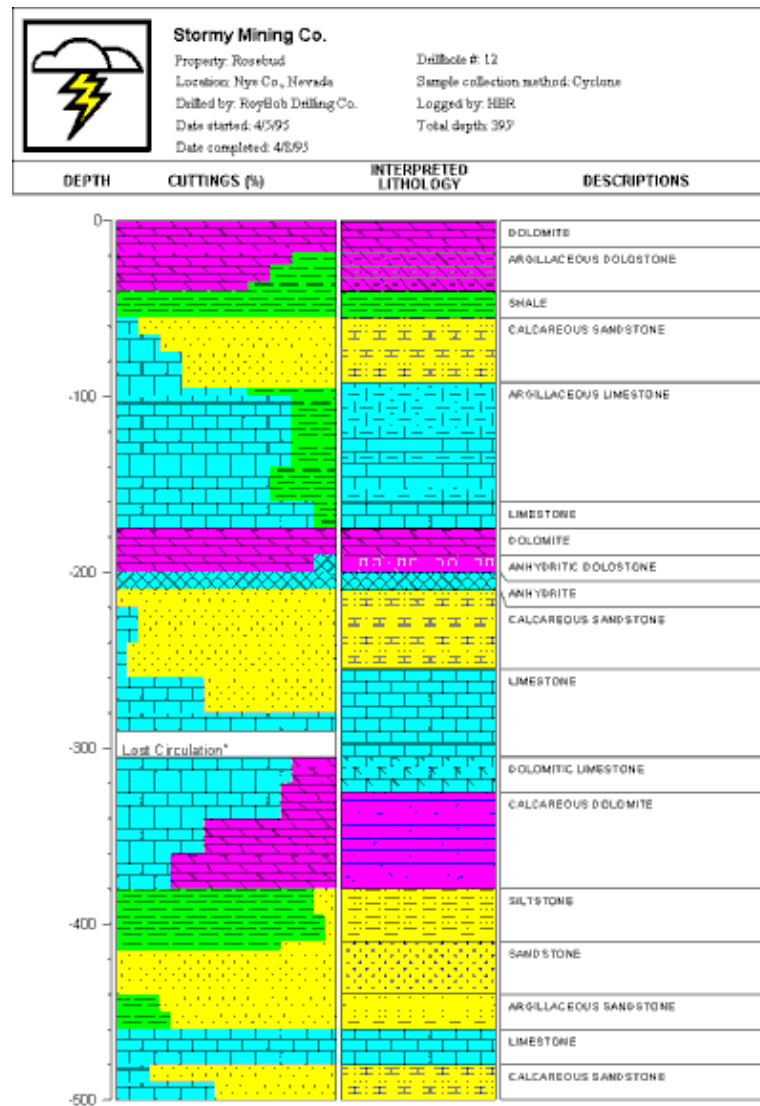 Stormy Mining Co.
Property: Rosebud
Drillhole #: 12
Location: Nye Co., Nevada
Sample collection method: Cyclone
Drilled by: RoyBob Drilling Co.
Logged by: HBR
Date started: 4/5/95
Total depth: 395'
Date completed: 4/8/95
DEPTH
CUTTINGS (%)
INTERPRETED
LITHOLOGY
DESCRIPTIONS
0
DOLOMITE
ARGILLACEOUS DOLOSTONE
SHALE
CALCAREOUS SANDSTONE
-100
ARGILLACEOUS LIMESTONE
LIMESTONE
DOLOMITE
ANHYDRITIC DOLOSTONE
-200
ANHYDRITE
CALCAREOUS SANDSTONE
LIMESTONE
-300
Lost Circulation*
DOLOMITIC LIMESTONE
CALCAREOUS DOLOMITE
SILTSTONE
-400
SANDSTONE
ARGILLACEOUS SANDSTONE
LIMESTONE
CALCAREOUS SANDSTONE
-500